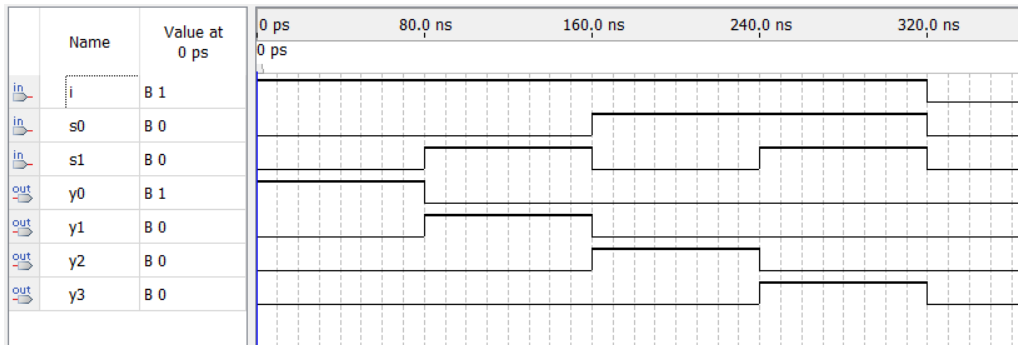 Name Value at 0 ps
0 ps 80.0 ns 160.0 ns 240.0 ns 320.0 ns
0 ps
in i B 1
in s0 B 0
in s1 B 0
out y0 B 1
out y1 B 0
out y2 B 0
out y3 B 0